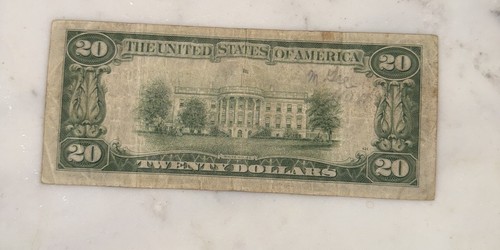 20 THE UNITED STATES OF AMERICA 20
20 TWENTY DOLLARS 20